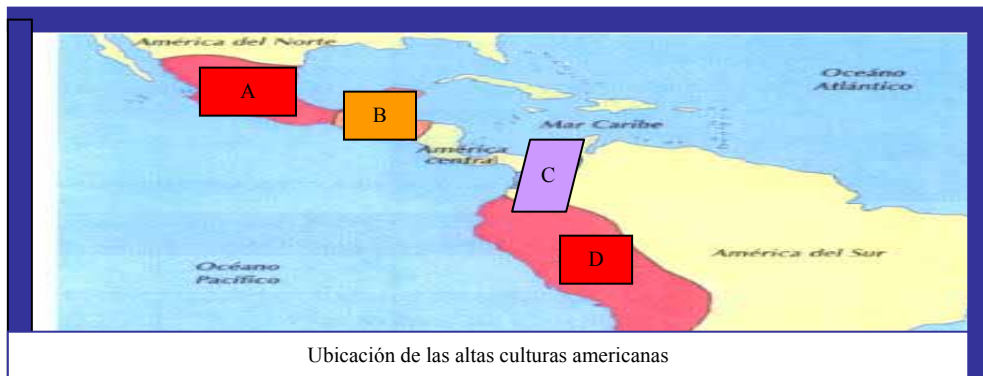 América del Norte
A
B
Océano
Atlántico
Mar Caribe
América
central
C
D
América del Sur
Océano
Pacífico
Ubicación de las altas culturas americanas